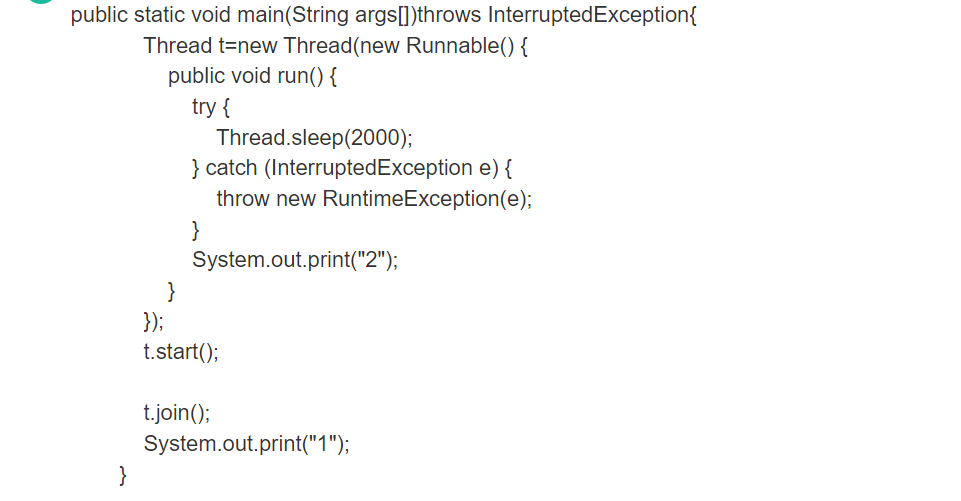 public static void main(String args[])throws InterruptedException{
Thread t=new Thread(new Runnable() {
public void run() {
try {
Thread.sleep(2000);
} catch (InterruptedException e) {
throw new RuntimeException(e);
}
System.out.print("2");
}
});
t.start();
t.join();
System.out.print("1");
}